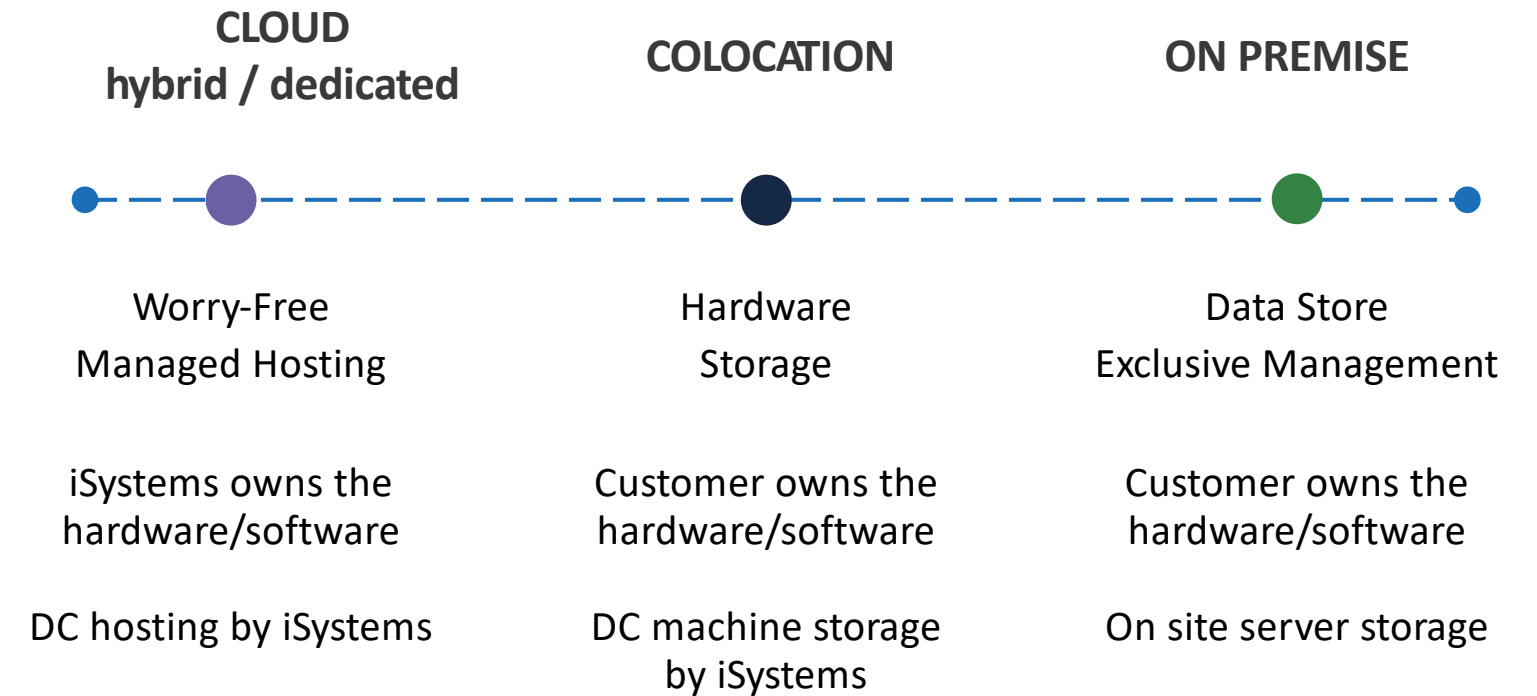 CLOUD
hybrid / dedicated
COLOCATION
ON PREMISE
Worry-Free
Managed Hosting
Hardware
Storage
Data Store
Exclusive Management
iSystems owns the
hardware/software
Customer owns the
hardware/software
Customer owns the
hardware/software
DC hosting by iSystems
DC machine storage
by iSystems
On site server storage